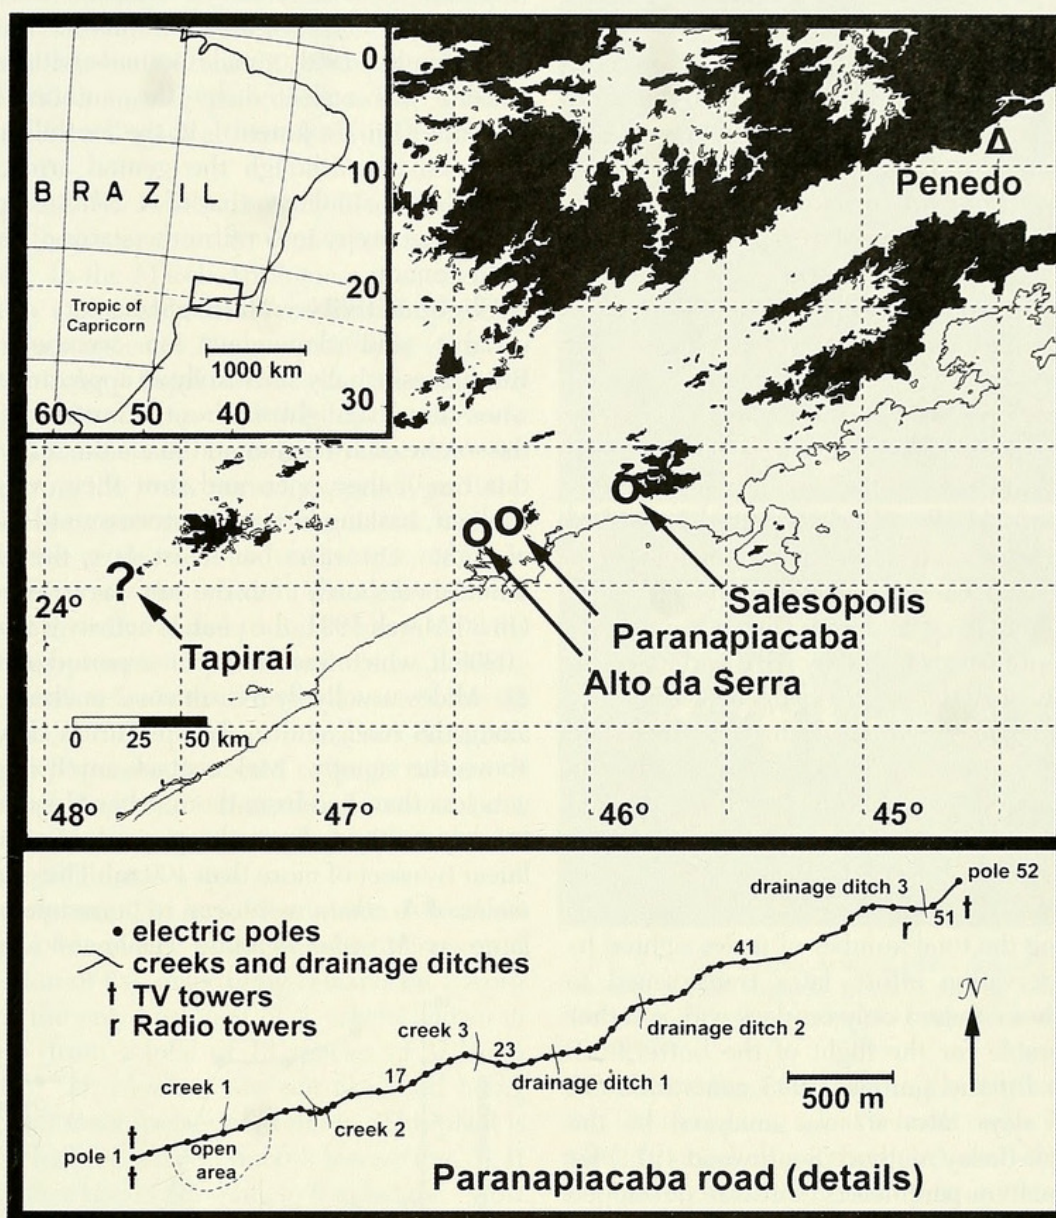 0
10
B R A Z I L
20
Tropic of
Capricorn
1000 km
30
60 50 40
Δ
Penedo
?
24°
Tapiraí
Salesópolis
Paranapiacaba
Alto da Serra
0 25 50 km
48° 47° 46° 45°
drainage ditch 3
pole 52
51
r
41
electric poles
creeks and drainage ditches
TV towers
r Radio towers
N
creek 3
23
drainage ditch 2
17
drainage ditch 1
500 m
creek 1
creek 2
pole 1
open
area
Paranapiacaba road (details)